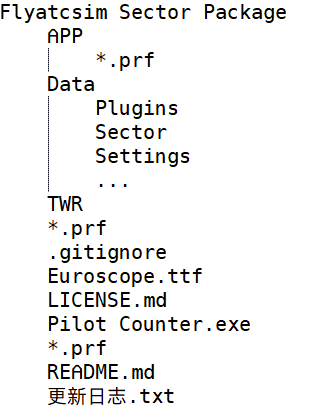 Flyatcsim Sector Package
APP
*.prf
Data
Plugins
Sector
Settings
...
TWR
*.prf
.gitignore
Euroscope.ttf
LICENSE.md
Pilot Counter.exe
*.prf
README.md
更新日志.txt